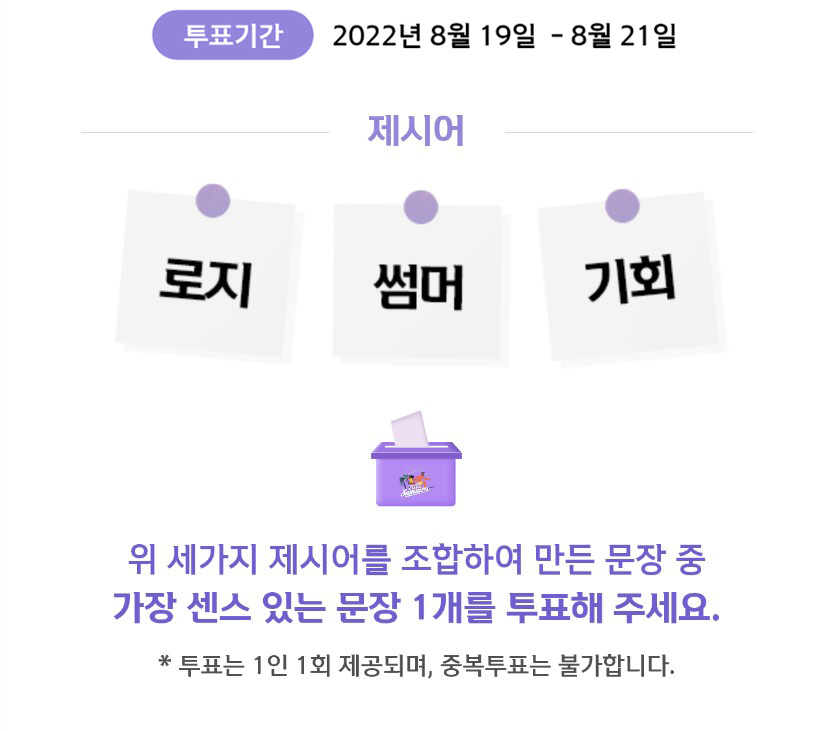 투표기간 2022년 8월 19일 - 8월 21일
제시어
로지 썸머 기회
위 세가지 제시어를 조합하여 만든 문장 중
가장 센스 있는 문장 1개를 투표해 주세요.
* 투표는 1인 1회 제공되며, 중복투표는 불가합니다.